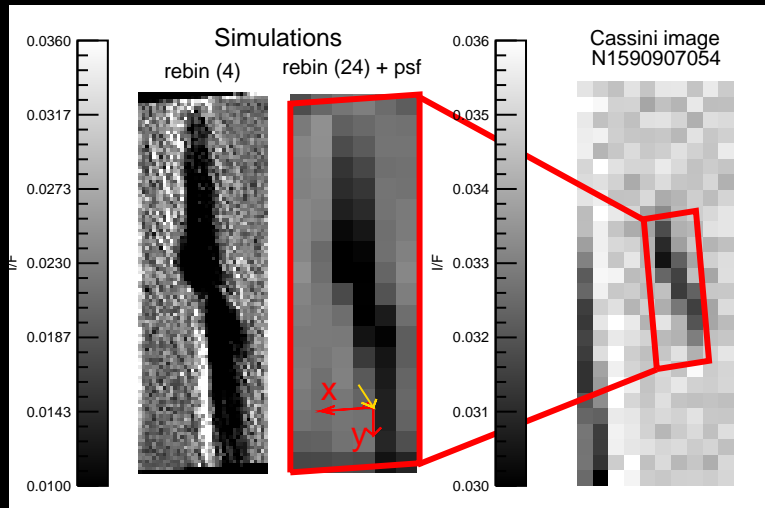 Simulations
rebin (4)
rebin (24) + psf
Cassini image
N1590907054
0.0360
0.0317
0.0273
0.0230
0.0187
0.0143
0.0100
I/F
x
y
0.036
0.035
0.034
0.033
0.032
0.031
0.030
I/F